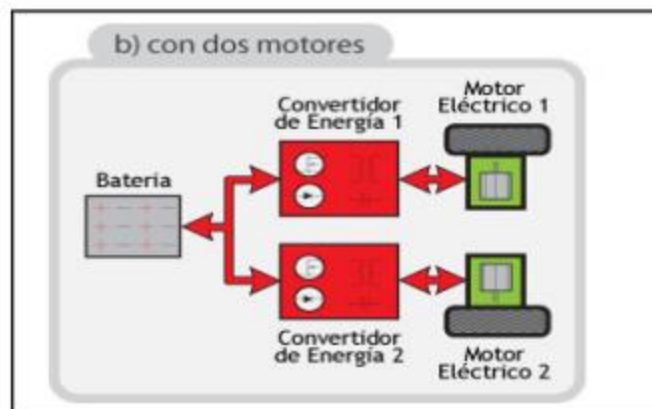 b) con dos motores
Convertidor
de Energía 1
Motor
Eléctrico 1
Bateria
Convertidor
de Energía 2
Motor
Eléctrico 2